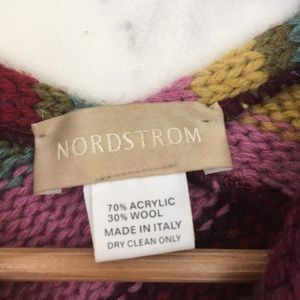 NORDSTROM
70% ACRYLIC
30% WOOL
MADE IN ITALY
DRY CLEAN ONLY